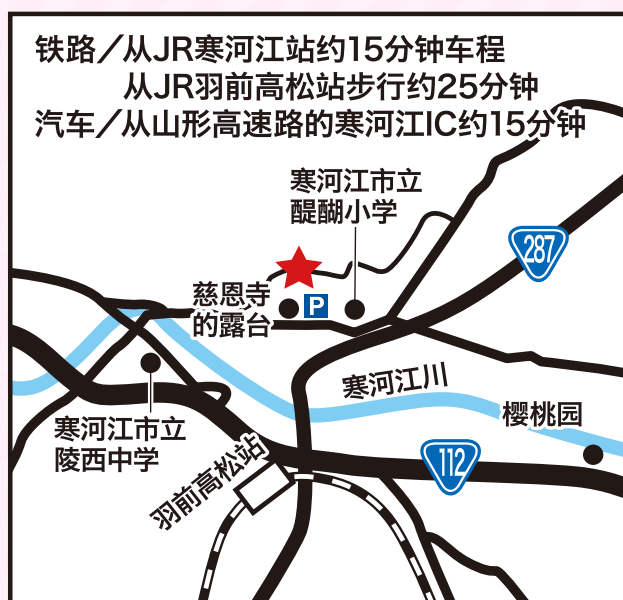 铁路／从JR寒河江站约15分钟车程
从JR羽前高松站步行约25分钟
汽车／从山形高速路的寒河江IC约15分钟
寒河江市立
醍醐小学
287
慈恩寺
的露台
P
寒河江川
樱桃园
寒河江市立
陵西中学
112
羽前高松站